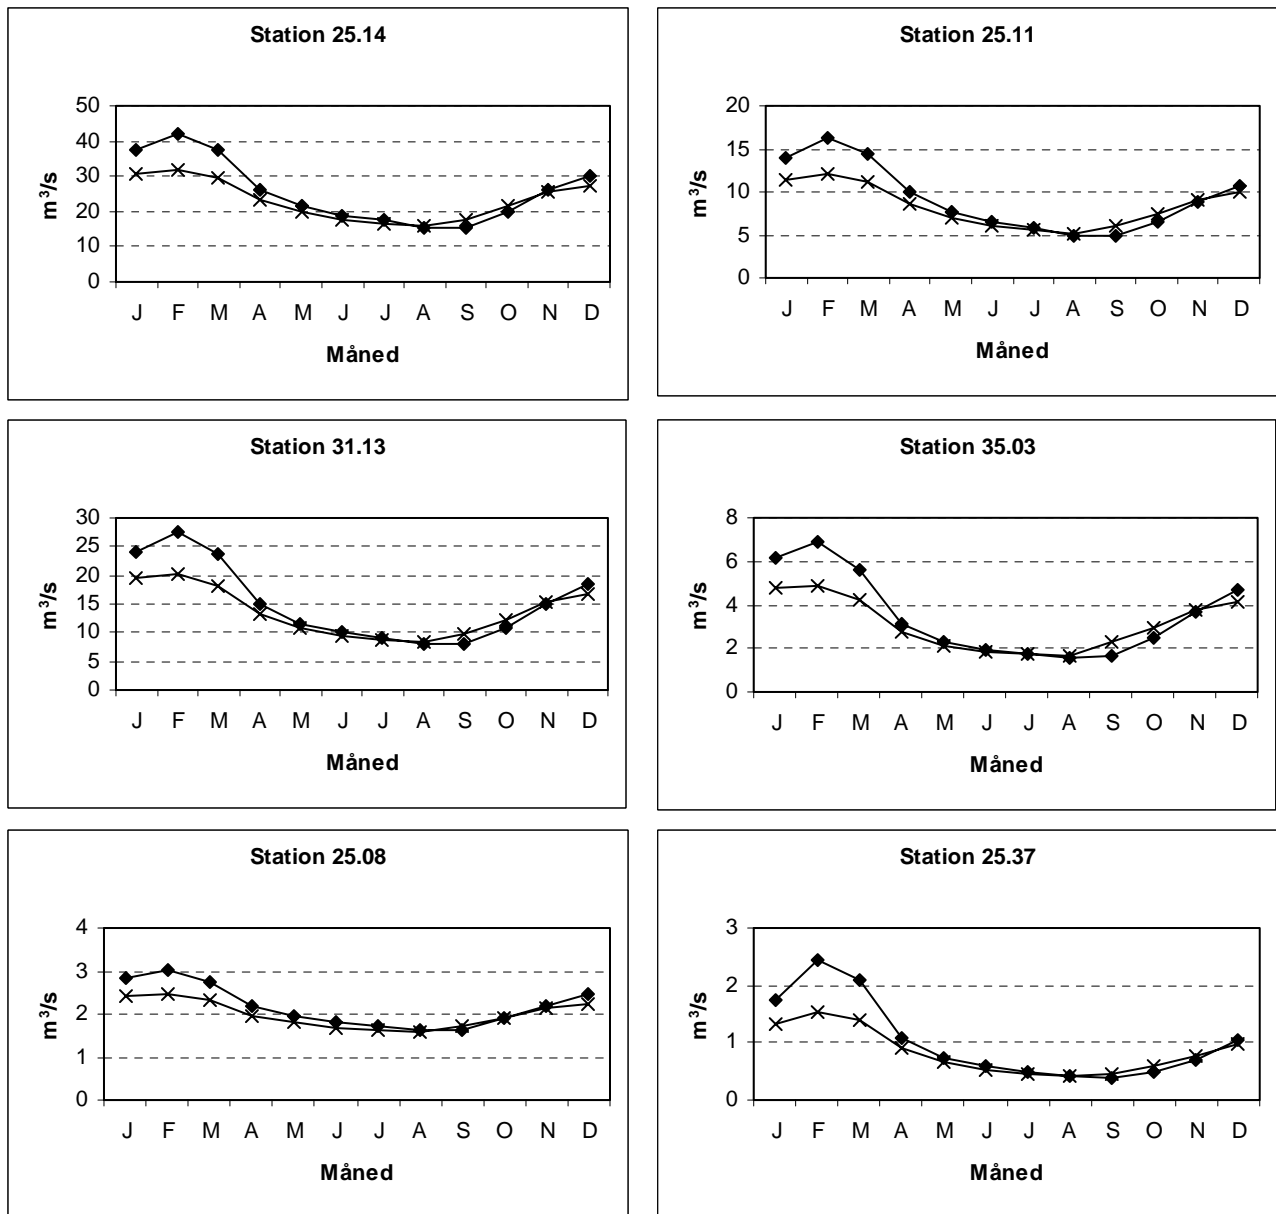 Station 25.14
50
40
30
20
10
0
m³/s
J F M A M J J A S O N D
Måned
Station 25.11
20
15
10
5
0
m³/s
J F M A M J J A S O N D
Måned
Station 31.13
30
25
20
15
10
5
0
m³/s
J F M A M J J A S O N D
Måned
Station 35.03
8
6
4
2
0
m³/s
J F M A M J J A S O N D
Måned
Station 25.08
4
3
2
1
0
m³/s
J F M A M J J A S O N D
Måned
Station 25.37
3
2
1
0
m³/s
J F M A M J J A S O N D
Måned